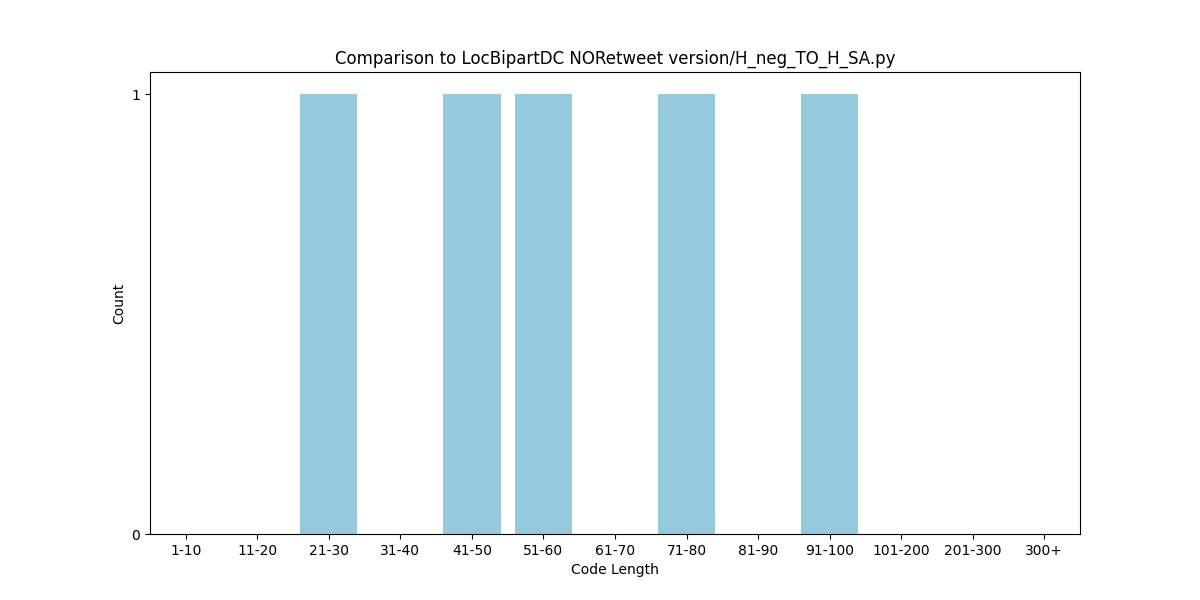 Comparison to LocBipartDC NORetweet version/H_neg_TO_H_SA.py
1
Count
0
1-10 11-20 21-30 31-40 41-50 51-60 61-70 71-80 81-90 91-100 101-200 201-300 300+
Code Length